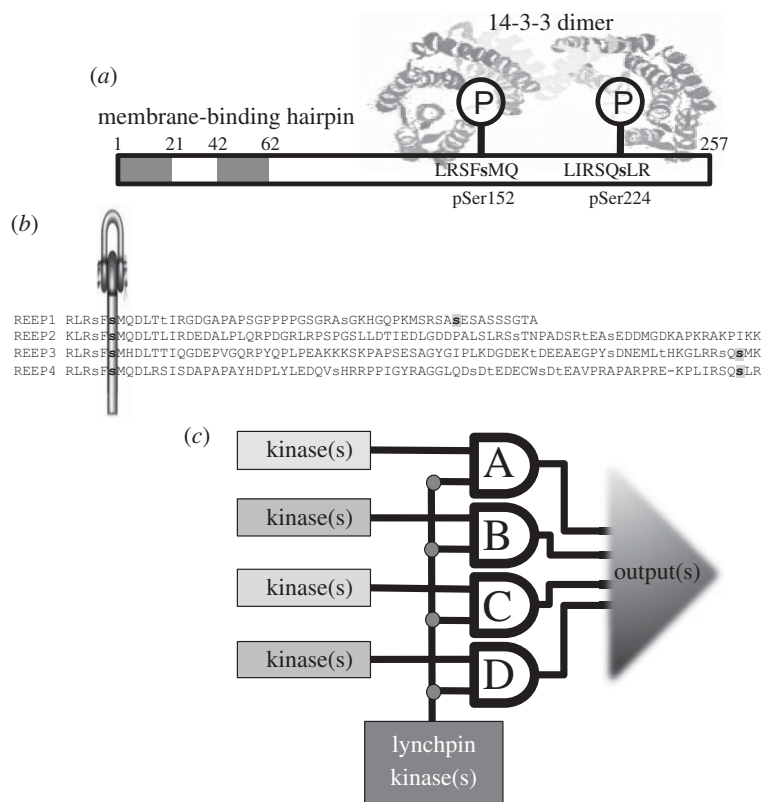 14-3-3 dimer
(a)
P P
membrane-binding hairpin
1 21 42 62 257
LRSFsMQ LIRSQsLR
pSer152 pSer224
(b)
REEP1 RLRsFsMQDLTtIRGDGAPAPSGPPPPGSGRAsGKHGQPKMSRSAsESASSSGTA
REEP2 KLRsFsMQDLTLIRDEDALPLQRPDGRLRPSPGSLLDTIEDLGDDPALSLRSsTNPADSRtEAsEDDMGDKAPKRAKPIKK
REEP3 RLRsFsMHDLTTIQGDEPVGQRPYQPLPEAKKKSKPAPSESAGYGIPLKDGDEKtDEEAEGPYsDNEMLtHKGLRRsQsMK
REEP4 RLRsFsMQDLRSISDAPAPAYHDPLYLEDQVsHRRPPIGYRAGGLQDsDtEDECWsDtEAVPRAPARPRE-KPLIRSQsLR
(c)
kinase(s) A
kinase(s) B
output(s)
kinase(s) C
kinase(s) D
lynchpin
kinase(s)